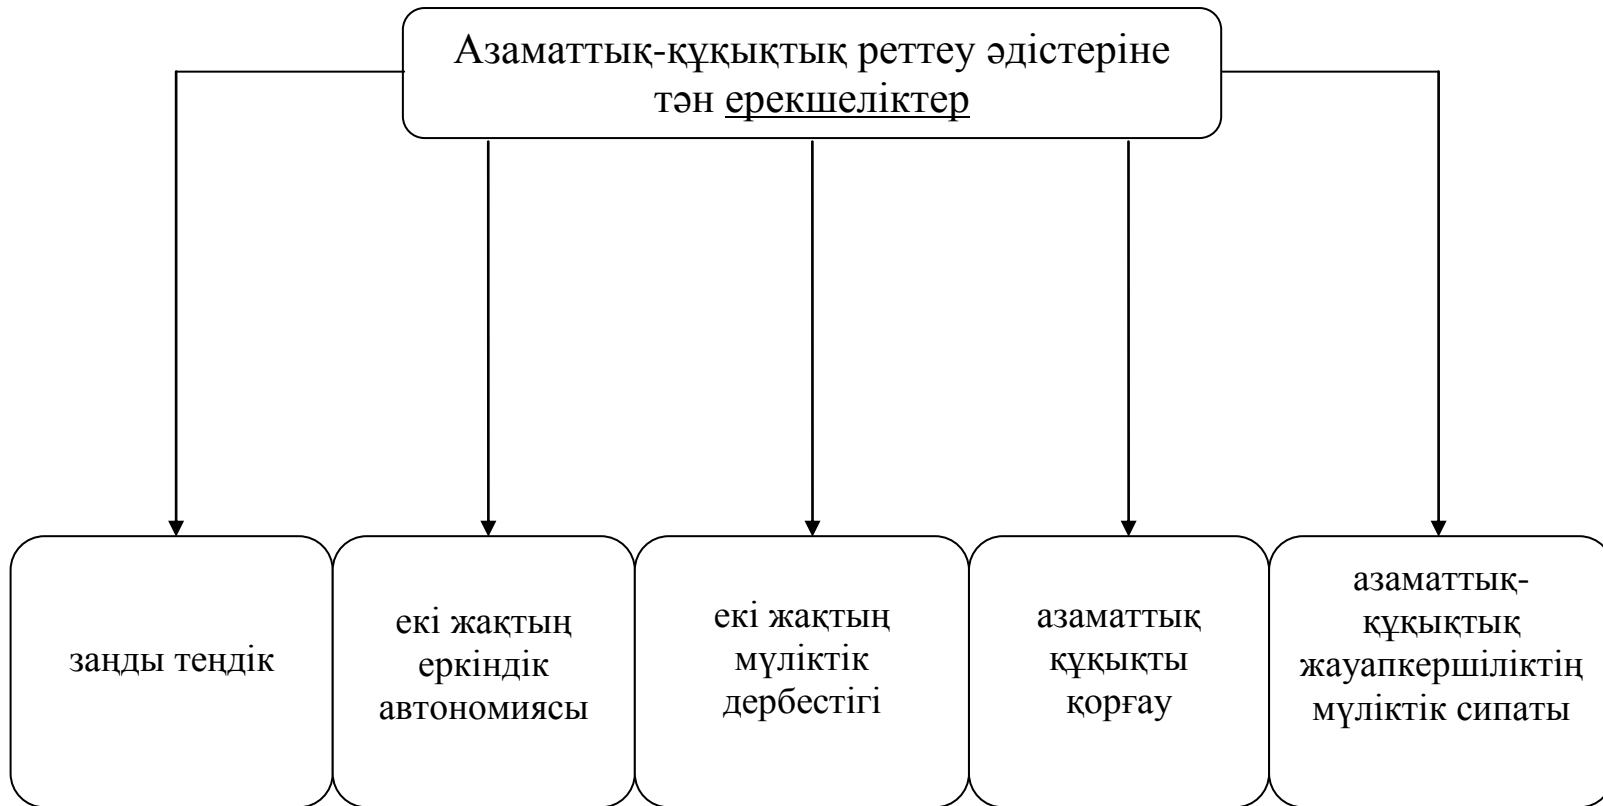 Азаматтық-құқықтық реттеу әдістеріне
тән ерекшеліктер
заңды теңдік
екі жақтың
еркіндік
автономиясы
екі жақтың
мүліктік
дербестігі
азаматтық
құқықты
қорғау
азаматтық-
құқықтық
жауапкершіліктің
мүліктік сипаты